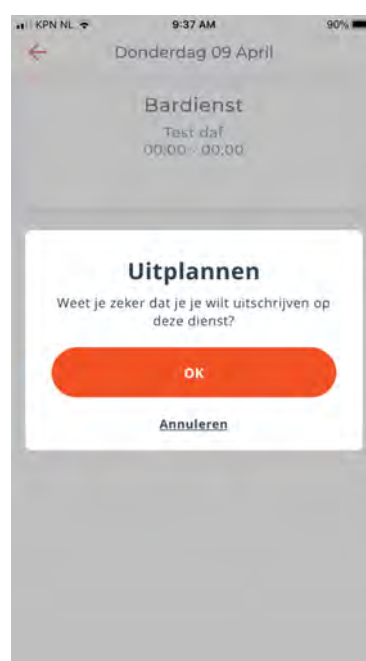 KPN NL 9:37 AM 90%
Donderdag 09 April
Bardienst
Test daf
00:00 - 00:00
Uitplannen
Weet je zeker dat je je wilt uitschrijven op
deze dienst?
OK
Annuleren